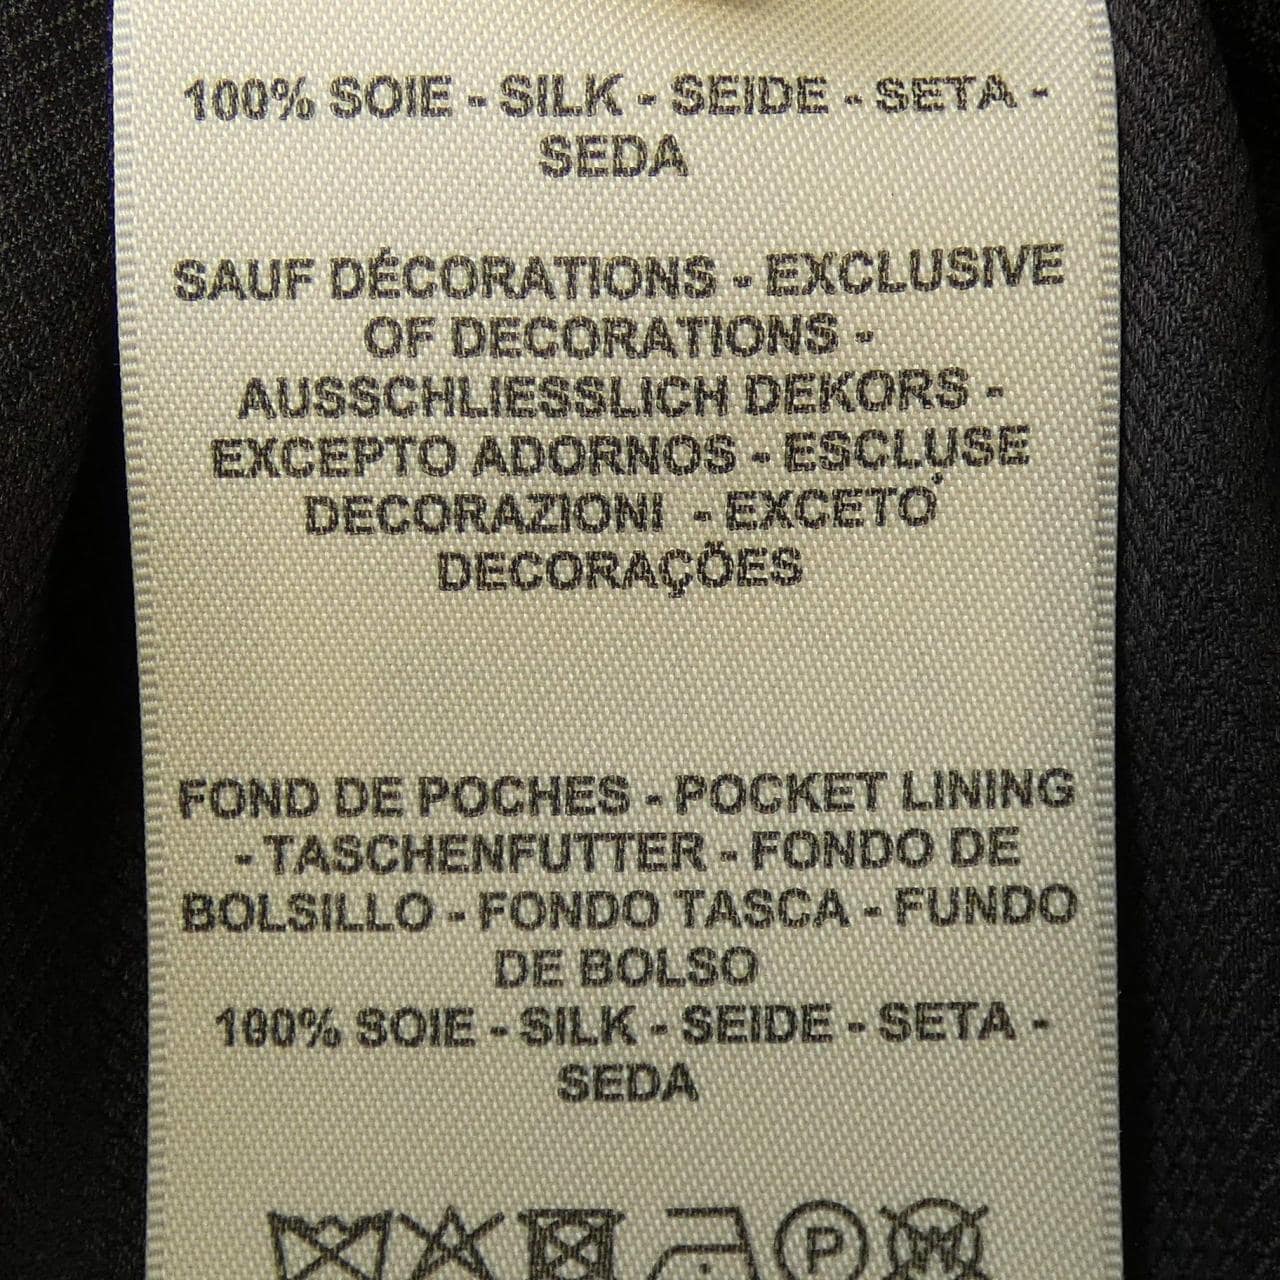 100% SOIE - SILK - SEIDE - SETA -
SEDA
SAUF DÉCORATIONS - EXCLUSIVE
OF DECORATIONS -
AUSSCHLIESSLICH DEKORS -
EXCEPTO ADORNOS - ESCLUSE
DECORAZIONI - EXCETO
DECORAÇÕES
FOND DE POCHES - POCKET LINING
- TASCHENFUTTER - FONDO DE
BOLSILLO - FONDO TASCA - FUNDO
DE BOLSO
100% SOIE - SILK - SEIDE - SETA -
SEDA
P W